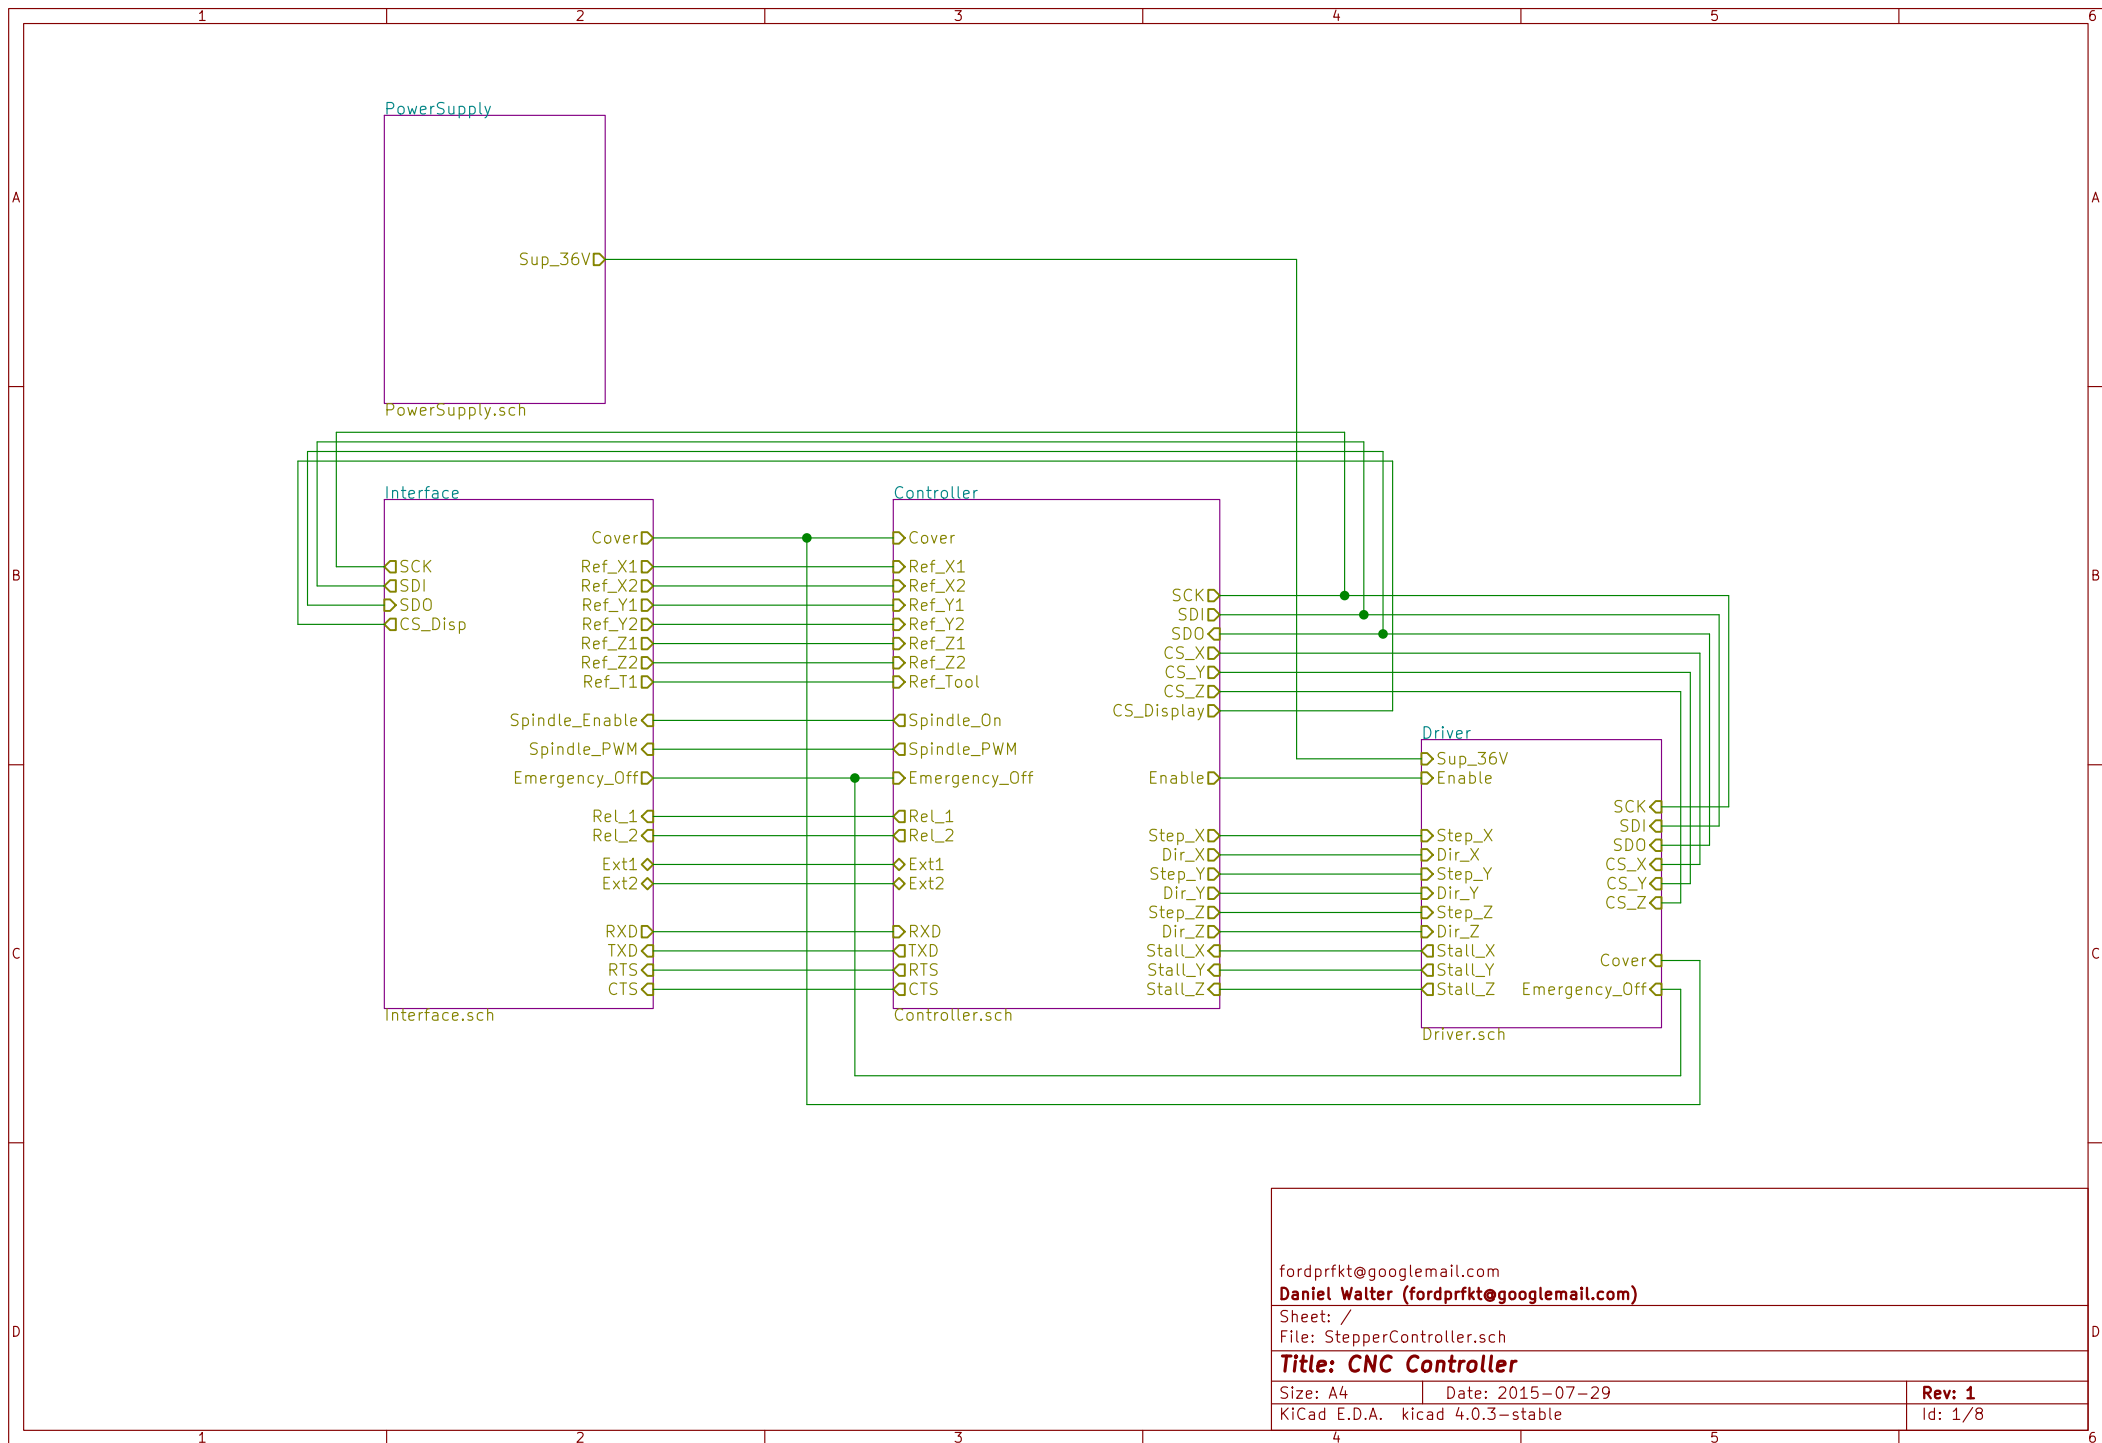 1 2 3 4 5 6
A A
PowerSupply
Sup_36V
PowerSupply.sch
B B
Interface
Cover
SCK
SDI
SDO
CS_Disp
Ref_X1
Ref_X2
Ref_Y1
Ref_Y2
Ref_Z1
Ref_Z2
Ref_T1
Spindle_Enable
Spindle_PWM
Emergency_Off
Rel_1
Rel_2
Ext1
Ext2
RXD
TXD
RTS
CTS
Interface.sch
Controller
Cover
Ref_X1
Ref_X2
Ref_Y1
Ref_Y2
Ref_Z1
Ref_Z2
Ref_Tool
Spindle_On
Spindle_PWM
Emergency_Off
Rel_1
Rel_2
Ext1
Ext2
RXD
TXD
RTS
CTS
SCK
SDI
SDO
CS_X
CS_Y
CS_Z
CS_Display
Enable
Step_X
Dir_X
Step_Y
Dir_Y
Step_Z
Dir_Z
Stall_X
Stall_Y
Stall_Z
Controller.sch
Driver
Sup_36V
Enable
Step_X
Dir_X
Step_Y
Dir_Y
Step_Z
Dir_Z
Stall_X
Stall_Y
Stall_Z
SCK
SDI
SDO
CS_X
CS_Y
CS_Z
Cover
Emergency_Off
Driver.sch
C C
D D
fordprfkt@googlemail.com
Daniel Walter (fordprfkt@googlemail.com)
Sheet: /
File: StepperController.sch
Title: CNC Controller
Size: A4 Date: 2015-07-29 Rev: 1
KiCad E.D.A. kicad 4.0.3-stable Id: 1/8
1 2 3 4 5 6